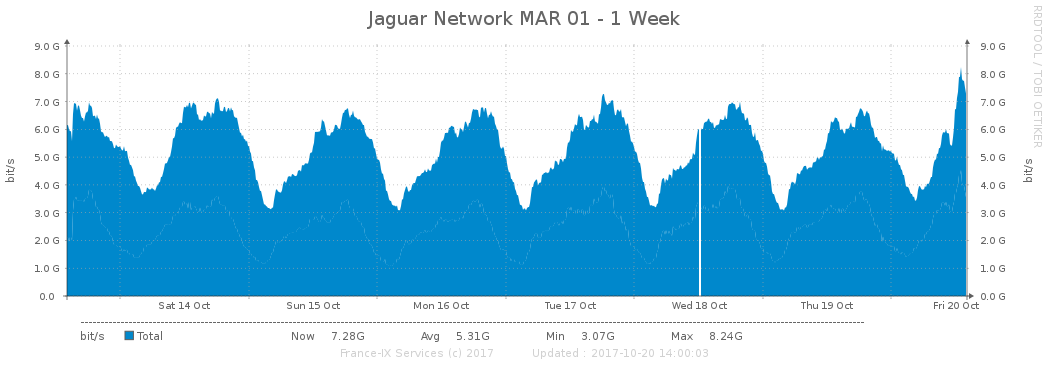 Jaguar Network MAR 01 - 1 Week
RRDTOOL / TOBI OETIKER
bit/s
9.0 G
8.0 G
7.0 G
6.0 G
5.0 G
4.0 G
3.0 G
2.0 G
1.0 G
0.0
9.0 G
8.0 G
7.0 G
6.0 G
5.0 G
4.0 G
3.0 G
2.0 G
1.0 G
0.0 G
bit/s
Sat 14 Oct Sun 15 Oct Mon 16 Oct Tue 17 Oct Wed 18 Oct Thu 19 Oct Fri 20 Oct
bit/s Total Now 7.28G Avg 5.31G Min 3.07G Max 8.24G
France-IX Services (c) 2017 Updated : 2017-10-20 14:00:03